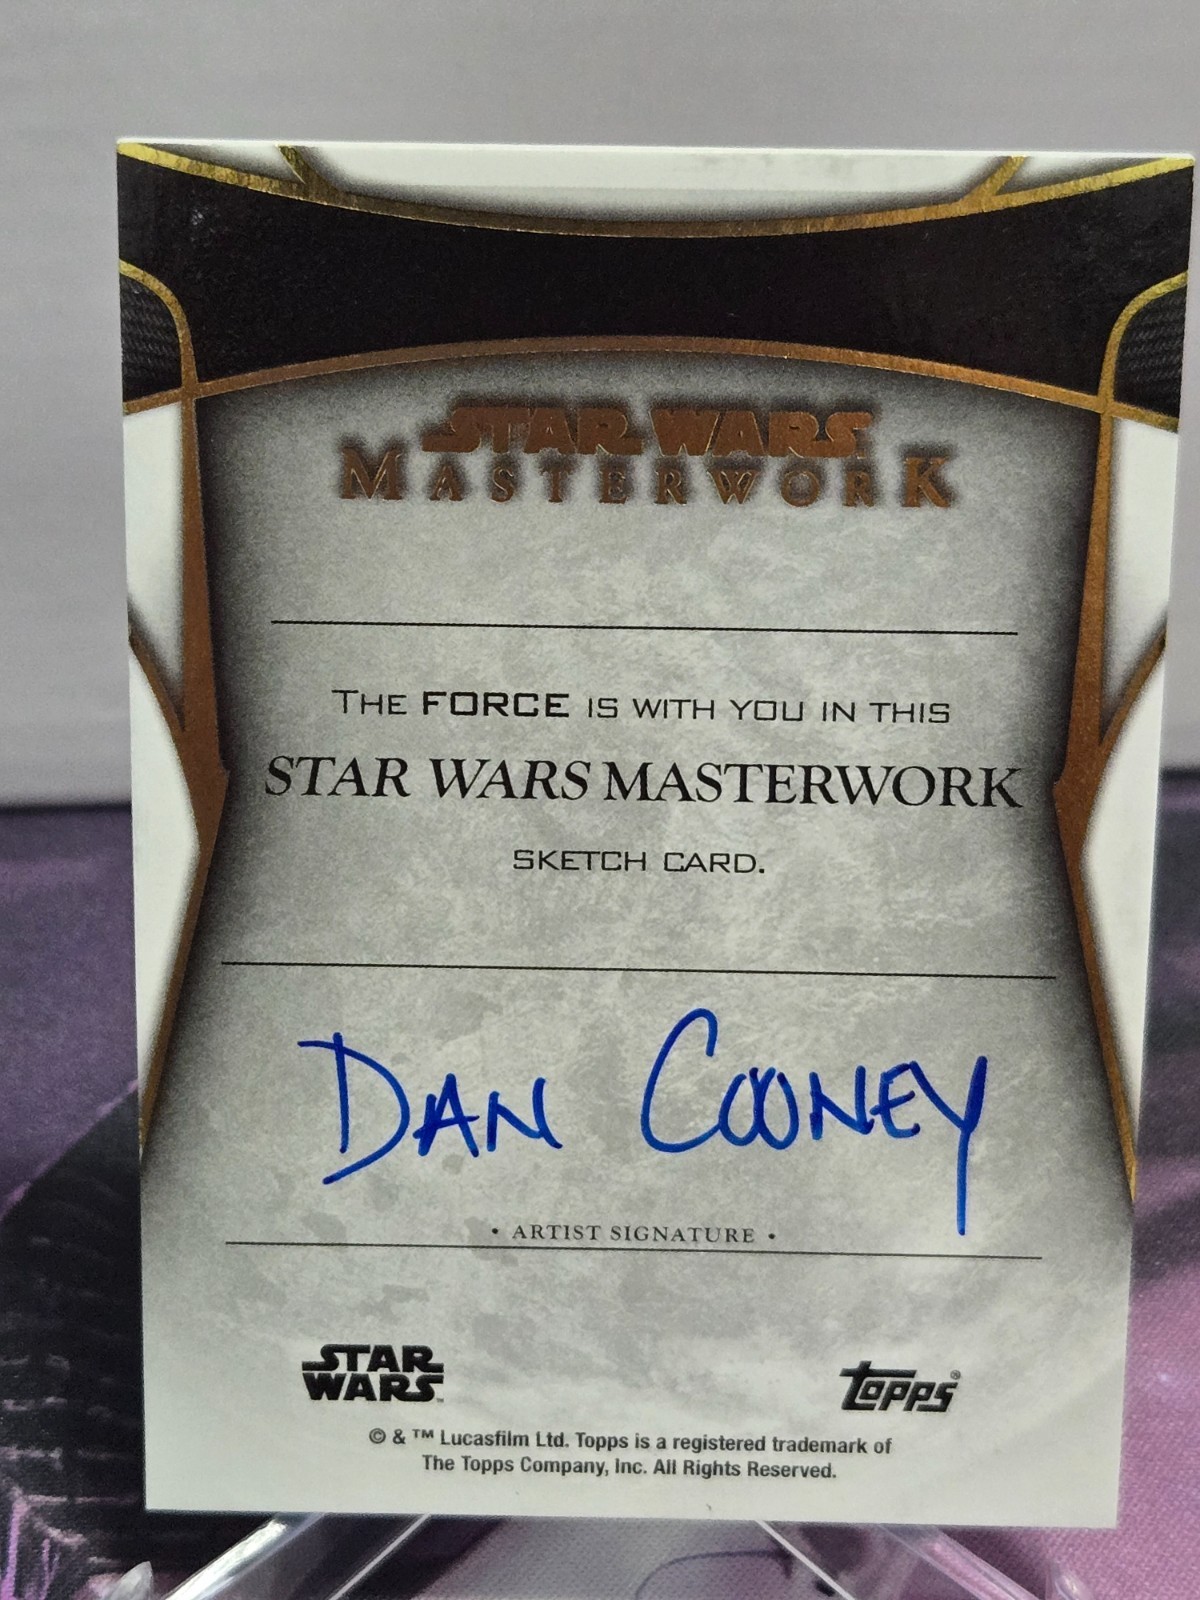 STAR WARS
MASTERWORK
THE FORCE IS WITH YOU IN THIS
STAR WARS MASTERWORK
SKETCH CARD.
DAN COONEY
• ARTIST SIGNATURE •
STAR
WARS™
topps®
© & ™ Lucasfilm Ltd. Topps is a registered trademark of
The Topps Company, Inc. All Rights Reserved.